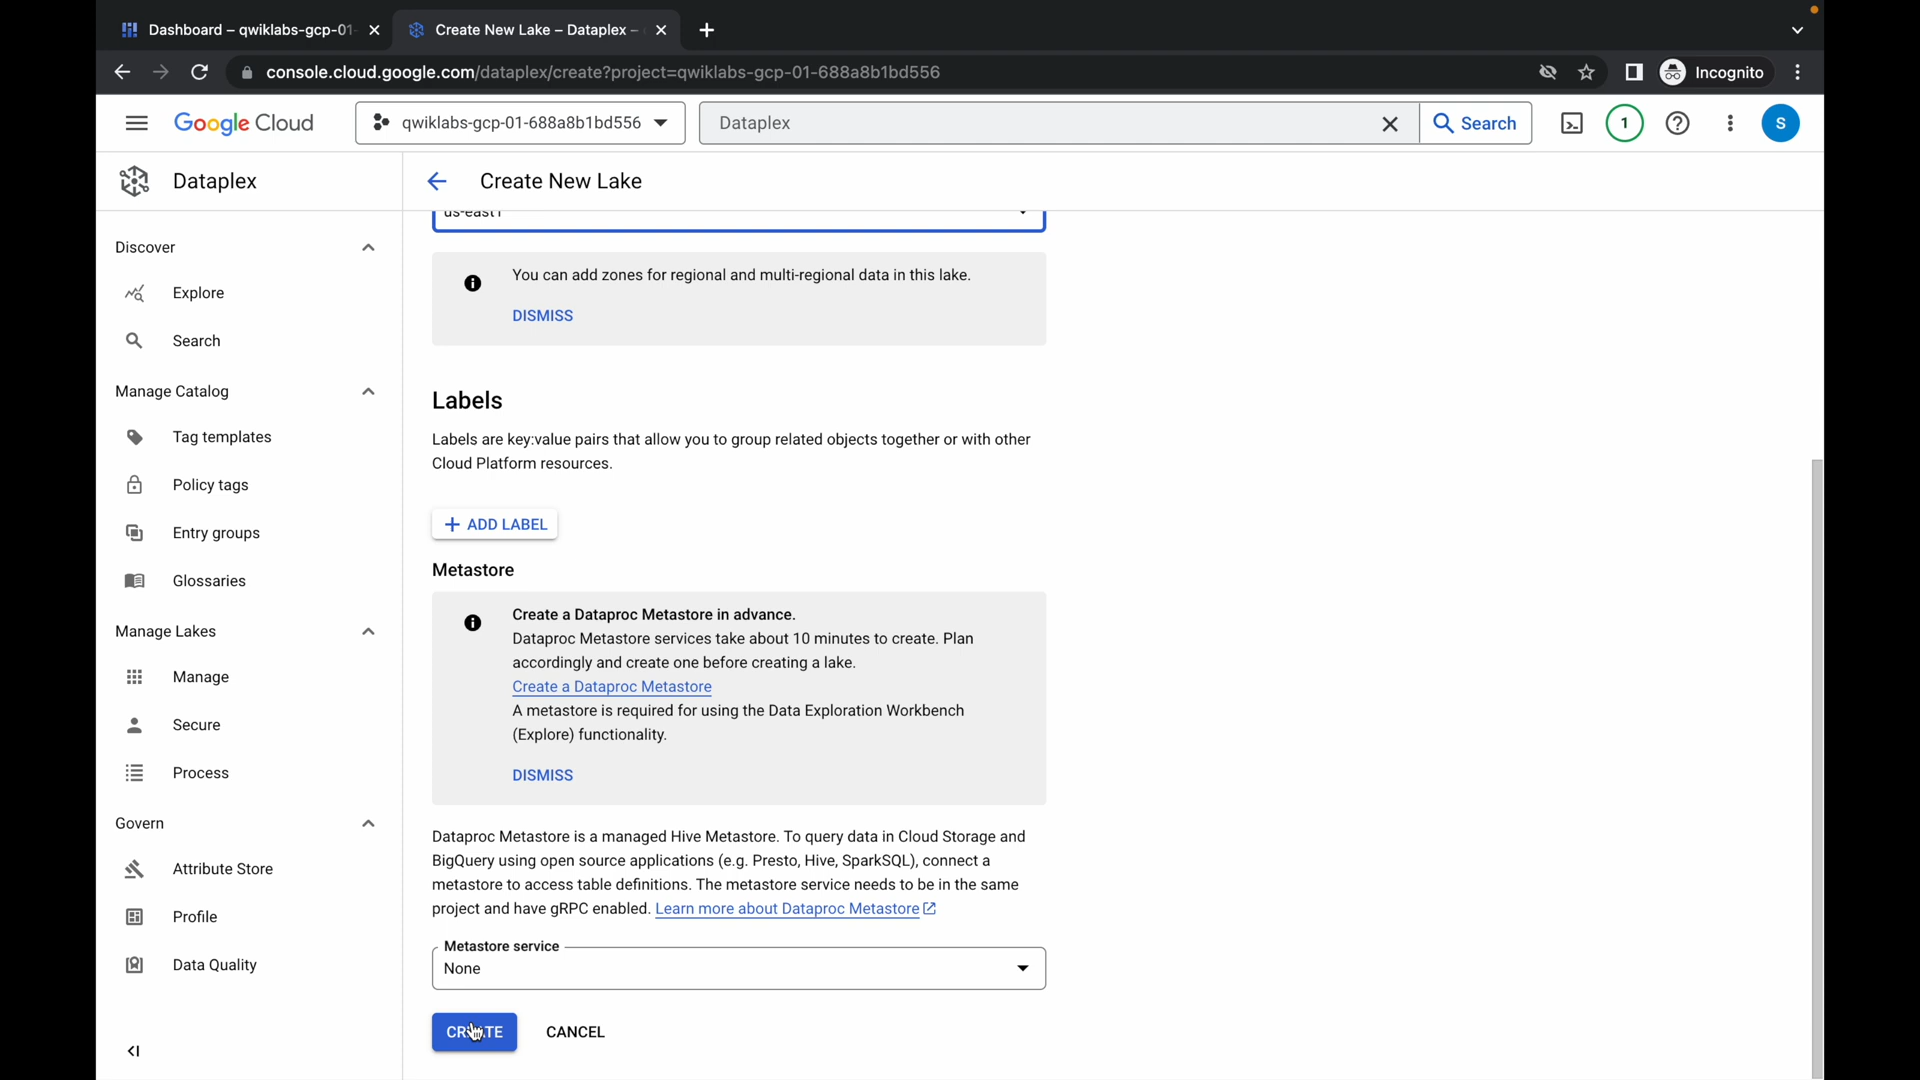 Dashboard – qwiklabs-gcp-01-
Create New Lake – Dataplex –
console.cloud.google.com/dataplex/create?project=qwiklabs-gcp-01-688a8b1bd556
Incognito
Google Cloud
qwiklabs-gcp-01-688a8b1bd556
Dataplex
Search
1
S
Dataplex
Create New Lake
Discover
Explore
Search
Manage Catalog
Tag templates
Policy tags
Entry groups
Glossaries
Manage Lakes
Manage
Secure
Process
Govern
Attribute Store
Profile
Data Quality
us-east1
You can add zones for regional and multi-regional data in this lake.
DISMISS
Labels
Labels are key:value pairs that allow you to group related objects together or with other
Cloud Platform resources.
ADD LABEL
Metastore
Create a Dataproc Metastore in advance.
Dataproc Metastore services take about 10 minutes to create. Plan
accordingly and create one before creating a lake.
Create a Dataproc Metastore
A metastore is required for using the Data Exploration Workbench
(Explore) functionality.
DISMISS
Dataproc Metastore is a managed Hive Metastore. To query data in Cloud Storage and
BigQuery using open source applications (e.g. Presto, Hive, SparkSQL), connect a
metastore to access table definitions. The metastore service needs to be in the same
project and have gRPC enabled. Learn more about Dataproc Metastore
Metastore service
None
CREATE
CANCEL